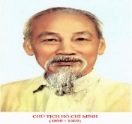 CHỦ TỊCH HỒ CHÍ MINH
(1890 - 1969)